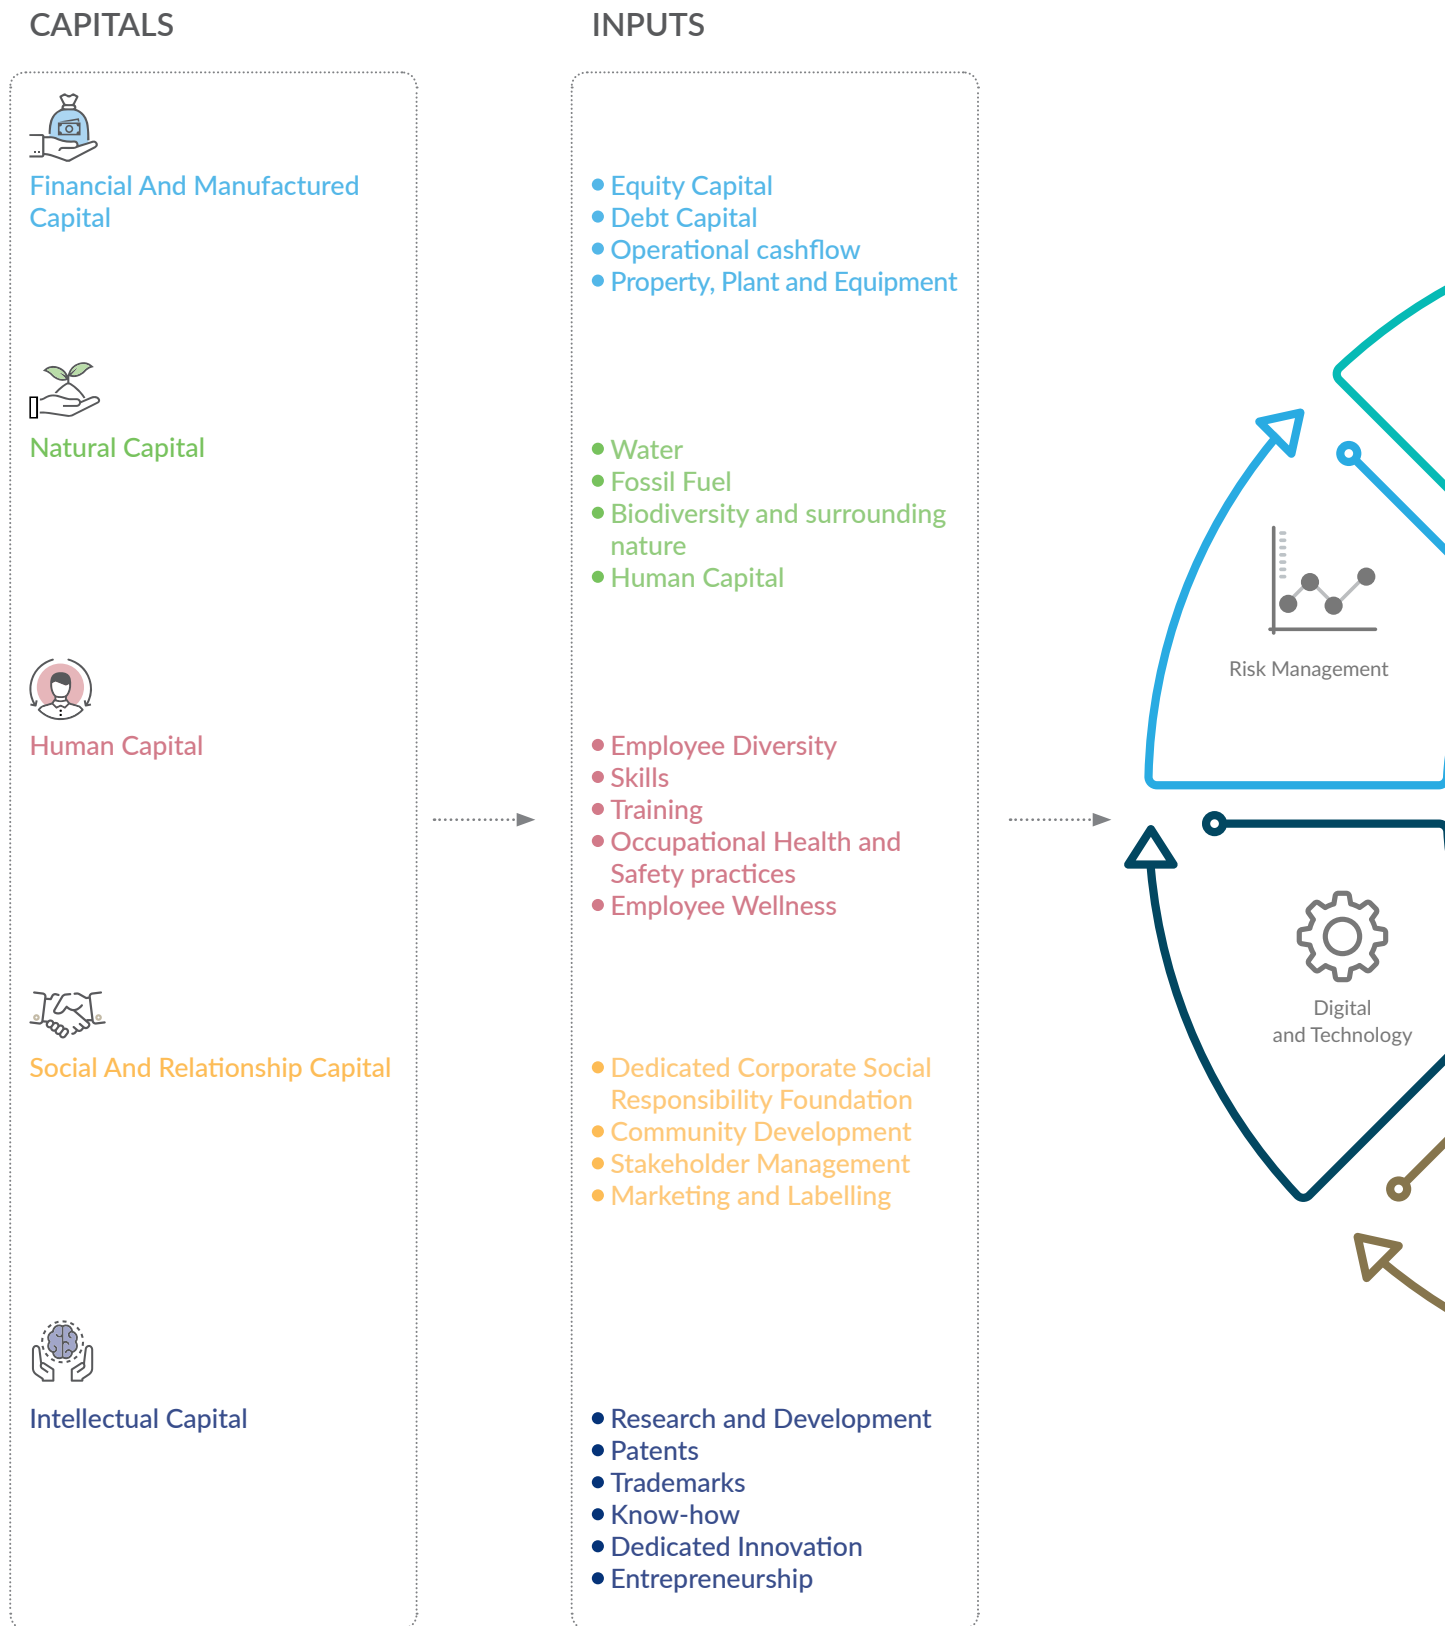 CAPITALS
Financial And Manufactured
Capital
Natural Capital
Human Capital
Social And Relationship Capital
Intellectual Capital
INPUTS
Equity Capital
Debt Capital
Operational cashflow
Property, Plant and Equipment
Water
Fossil Fuel
Biodiversity and surrounding
nature
Human Capital
Employee Diversity
Skills
Training
Occupational Health and
Safety practices
Employee Wellness
Dedicated Corporate Social
Responsibility Foundation
Community Development
Stakeholder Management
Marketing and Labelling
Research and Development
Patents
Trademarks
Know-how
Dedicated Innovation
Entrepreneurship
Risk Management
Digital
and Technology